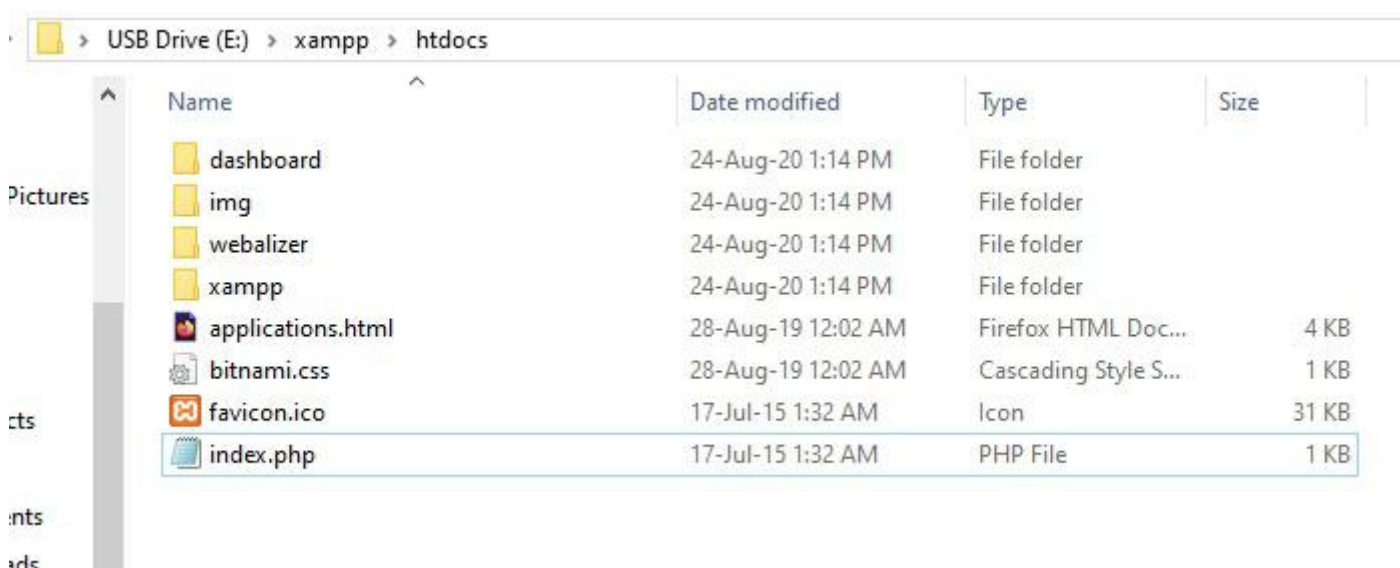 USB Drive (E:) > xampp > htdocs
Name Date modified Type Size
dashboard 24-Aug-20 1:14 PM File folder
Pictures
img 24-Aug-20 1:14 PM File folder
webalizer 24-Aug-20 1:14 PM File folder
xampp 24-Aug-20 1:14 PM File folder
applications.html 28-Aug-19 12:02 AM Firefox HTML Doc... 4 KB
bitnami.css 28-Aug-19 12:02 AM Cascading Style S... 1 KB
cts
favicon.ico 17-Jul-15 1:32 AM Icon 31 KB
index.php 17-Jul-15 1:32 AM PHP File 1 KB
ents
ads